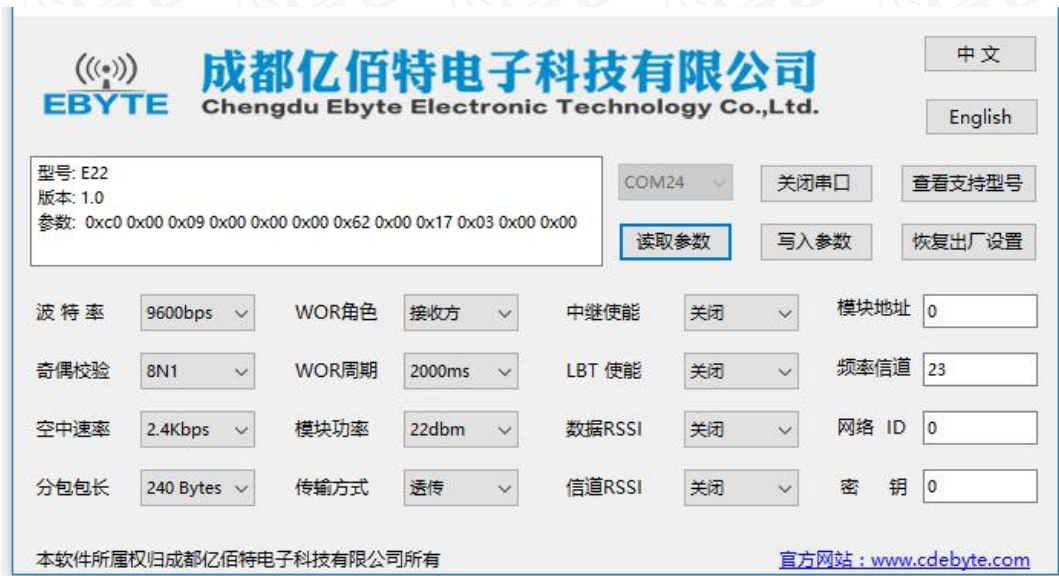 EBYTE
成都亿佰特电子科技有限公司
Chengdu Ebyte Electronic Technology Co.,Ltd.
中 文
English
型号: E22
版本: 1.0
参数: 0xc0 0x00 0x09 0x00 0x00 0x00 0x62 0x00 0x17 0x03 0x00 0x00
COM24 关闭串口 查看支持型号
读取参数 写入参数 恢复出厂设置
波 特 率 9600bps WOR角色 接收方 中继使能 关闭 模块地址 0
奇偶校验 8N1 WOR周期 2000ms LBT 使能 关闭 频率信道 23
空中速率 2.4Kbps 模块功率 22dbm 数据RSSI 关闭 网络 ID 0
分包包长 240 Bytes 传输方式 透传 信道RSSI 关闭 密 钥 0
本软件所属权归成都亿佰特电子科技有限公司所有 官方网站：www.cdebyte.com